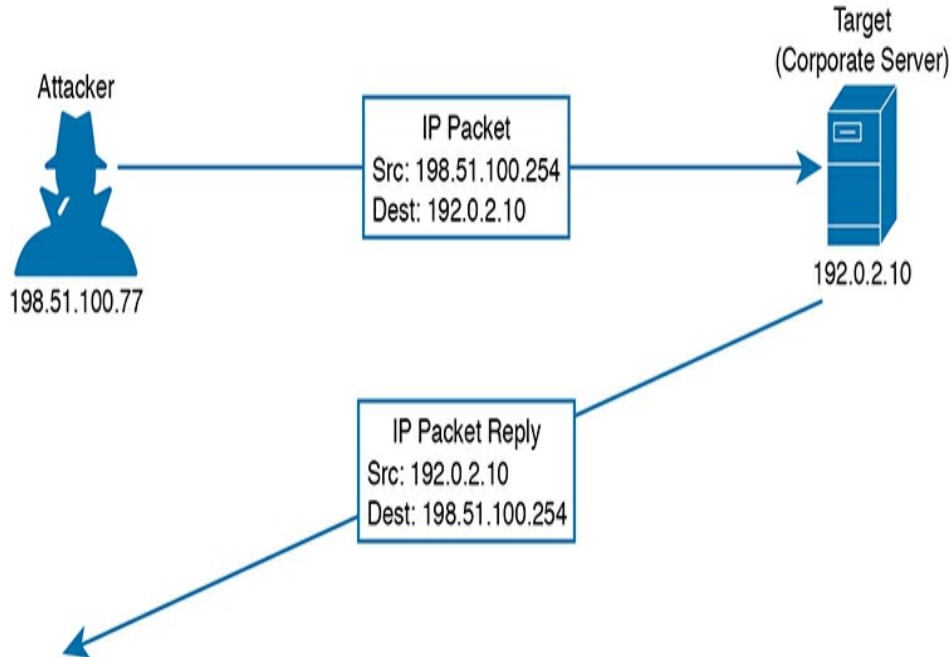 Attacker
198.51.100.77
IP Packet
Src: 198.51.100.254
Dest: 192.0.2.10
Target
(Corporate Server)
192.0.2.10
IP Packet Reply
Src: 192.0.2.10
Dest: 198.51.100.254